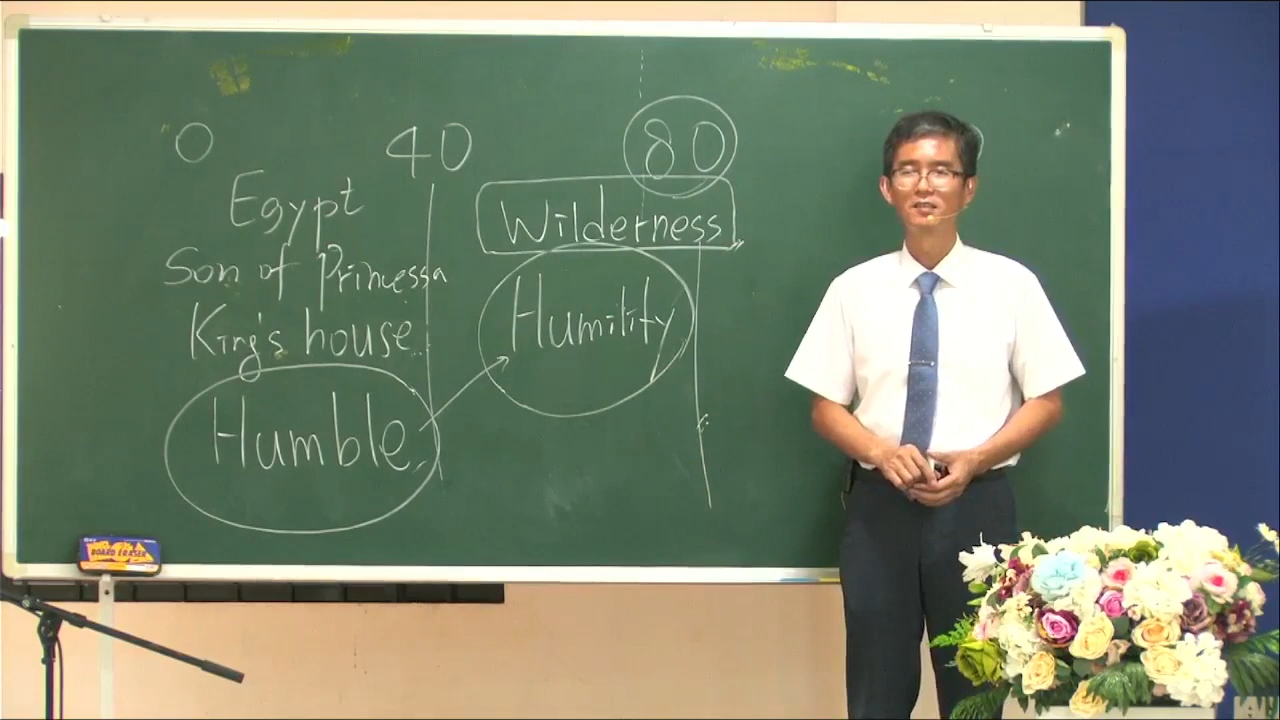 0 40 80
Egypt
Wilderness
Son of Princessa
King's house
Humility
Humble
BOARD ERASER